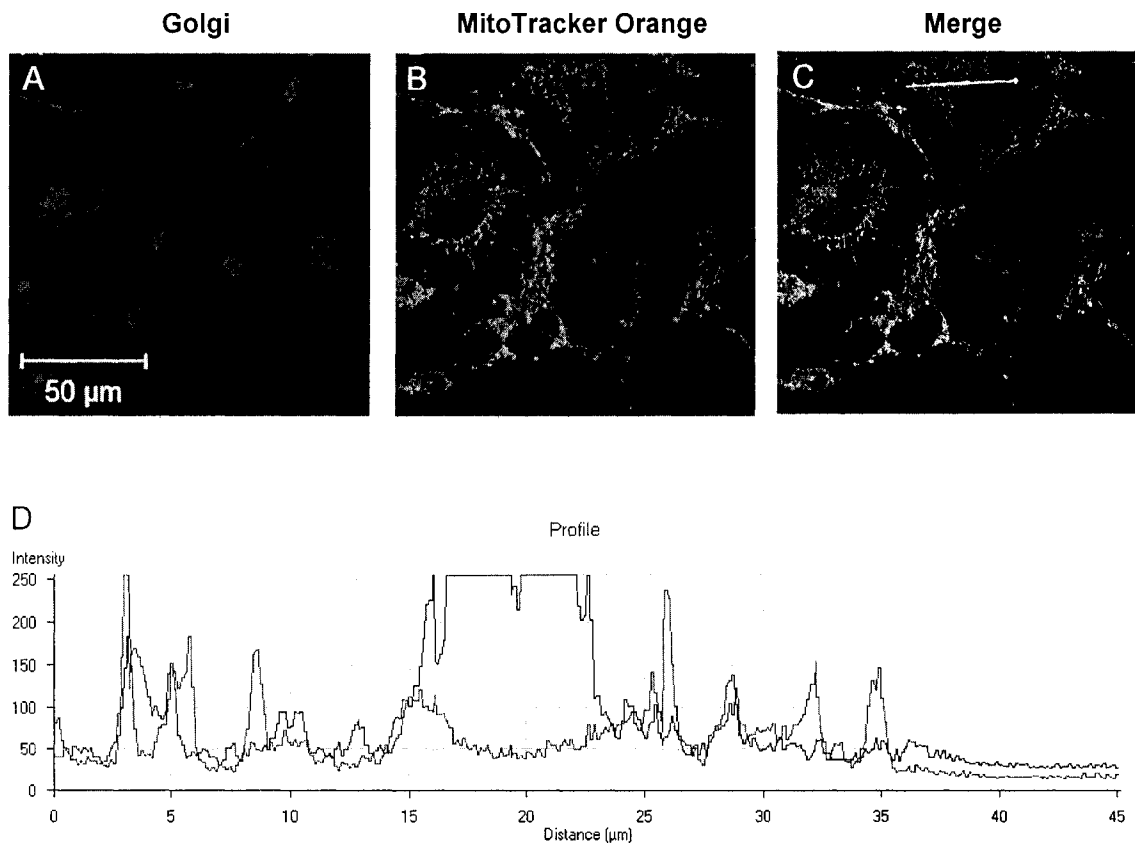 Golgi MitoTracker Orange Merge
A B C
50 µm
D
Profile
Intensity
250
200
150
100
50
0
0 5 10 15 20 25 30 35 40 45
Distance (µm)